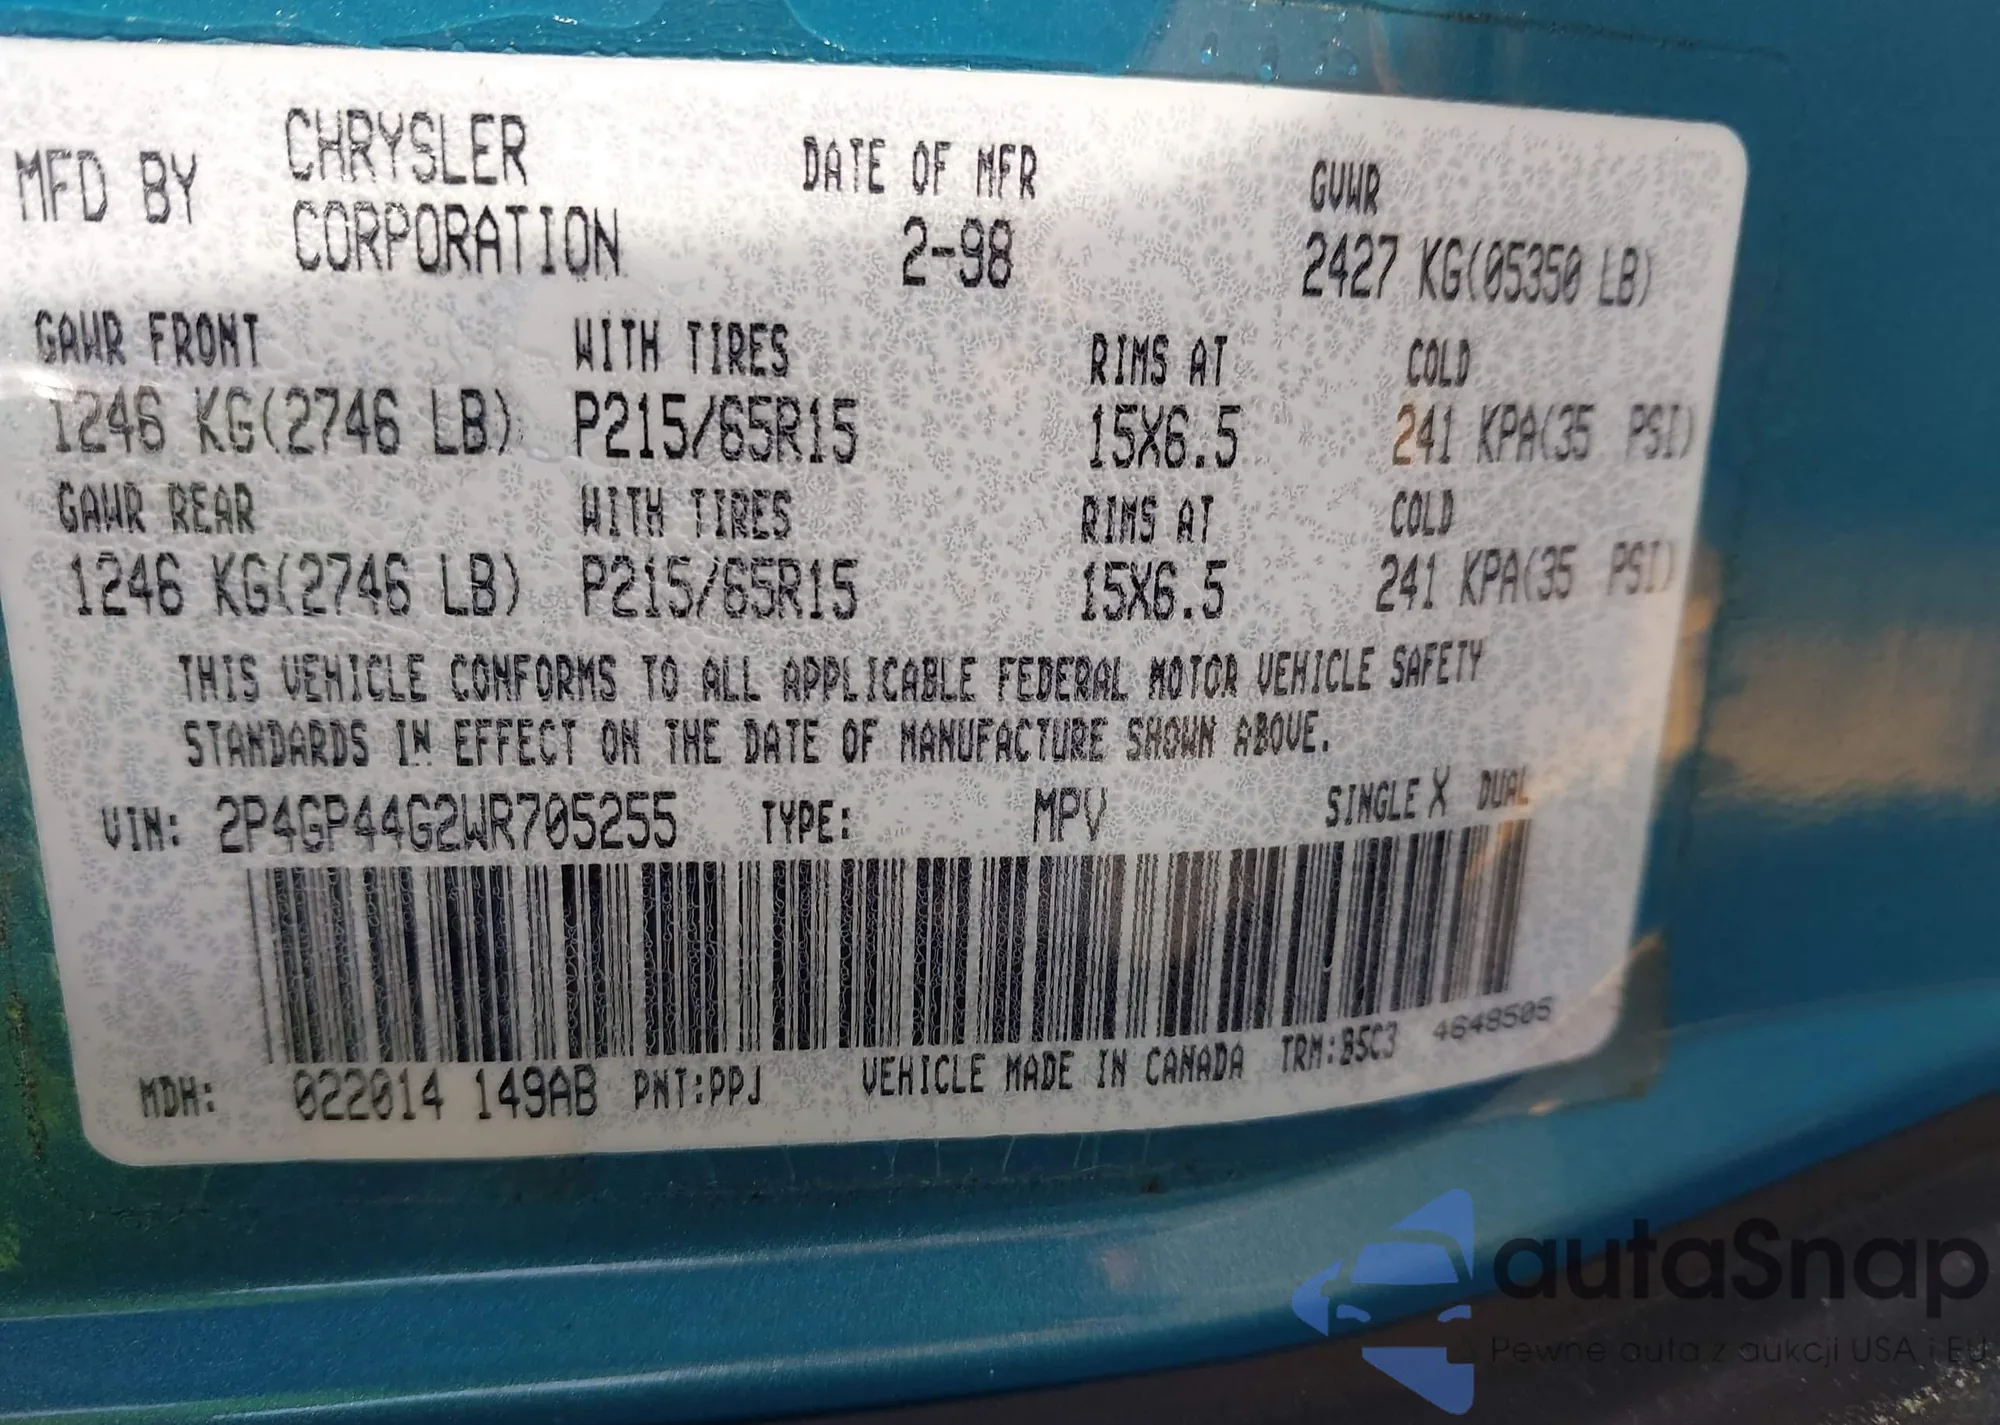 MFD BY CHRYSLER CORPORATION DATE OF MFR 2-98 GVWR 2427 KG(05350 LB)
GAWR FRONT WITH TIRES RIMS AT COLD
1246 KG(2746 LB) P215/65R15 15X6.5 241 KPA(35 PSI)
GAWR REAR WITH TIRES RIMS AT COLD
1246 KG(2746 LB) P215/65R15 15X6.5 241 KPA(35 PSI)
THIS VEHICLE CONFORMS TO ALL APPLICABLE FEDERAL MOTOR VEHICLE SAFETY
STANDARDS IN EFFECT ON THE DATE OF MANUFACTURE SHOWN ABOVE.
VIN: 2P4GP44G2WR705255 TYPE: MPV SINGLE X DUAL
MDH: 022014 149AB PNT:PPJ VEHICLE MADE IN CANADA TRM:B5C3 4648505
autaSnap
Pewne auta z aukcji USA i EU